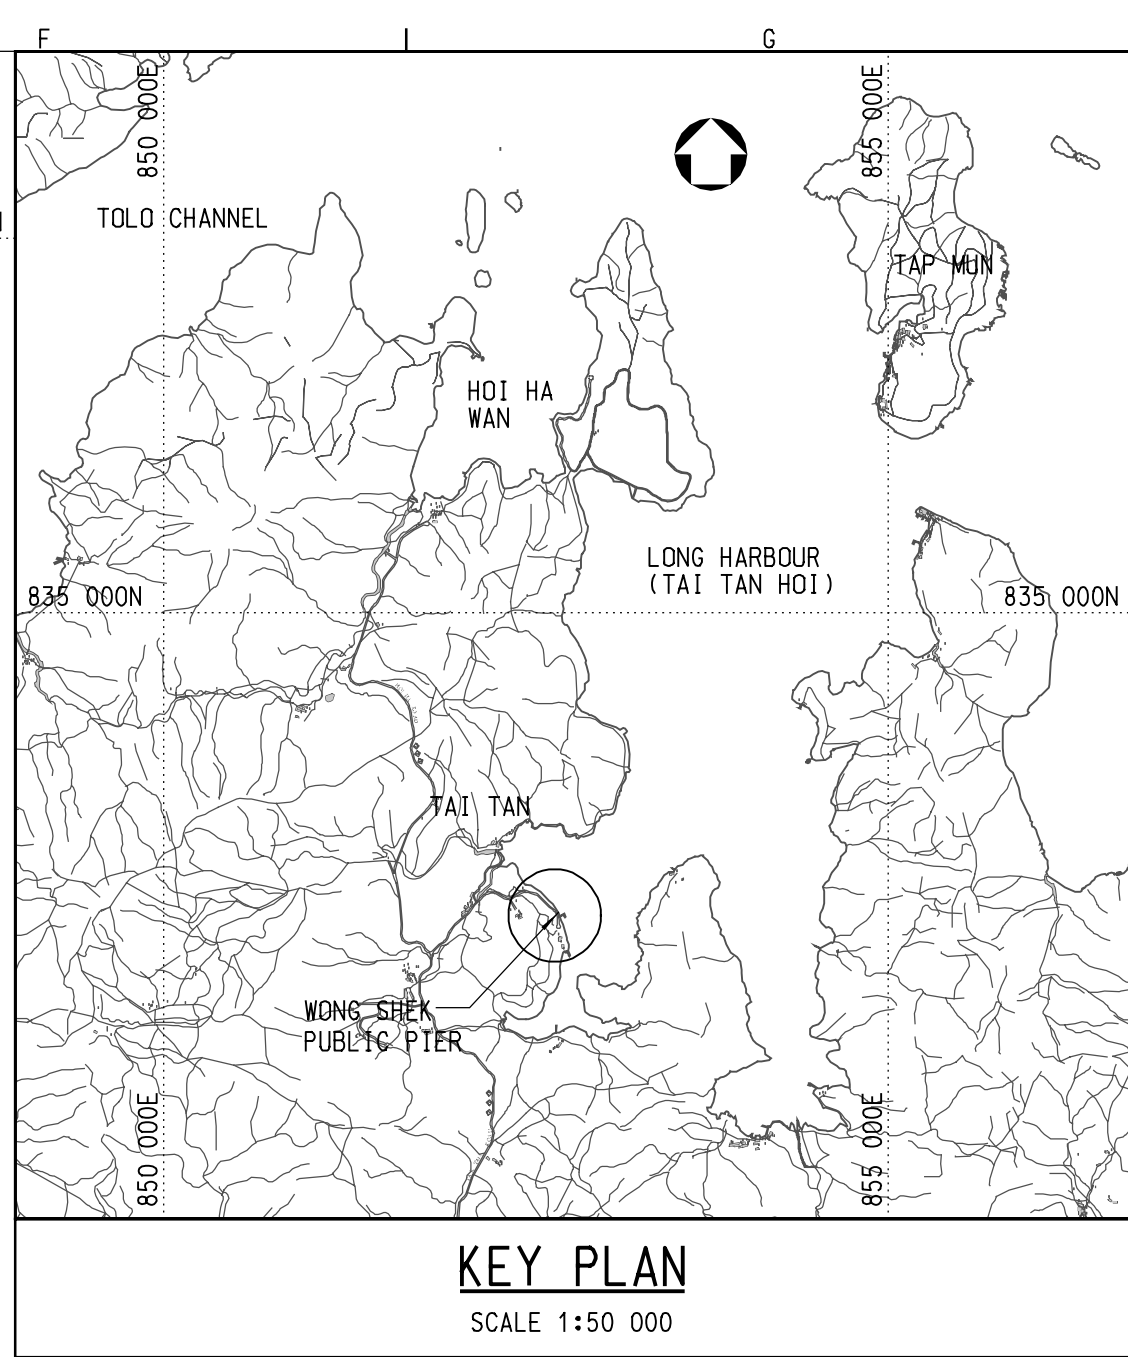 F
G
850 000E
855 000E
TOLO CHANNEL
TAP MUN
HOI HA
WAN
LONG HARBOUR
(TAI TAN HOI)
835 000N
835 000N
TAI TAN
WONG SHEK
PUBLIC PIER
850 000E
855 000E
KEY PLAN
SCALE 1:50 000